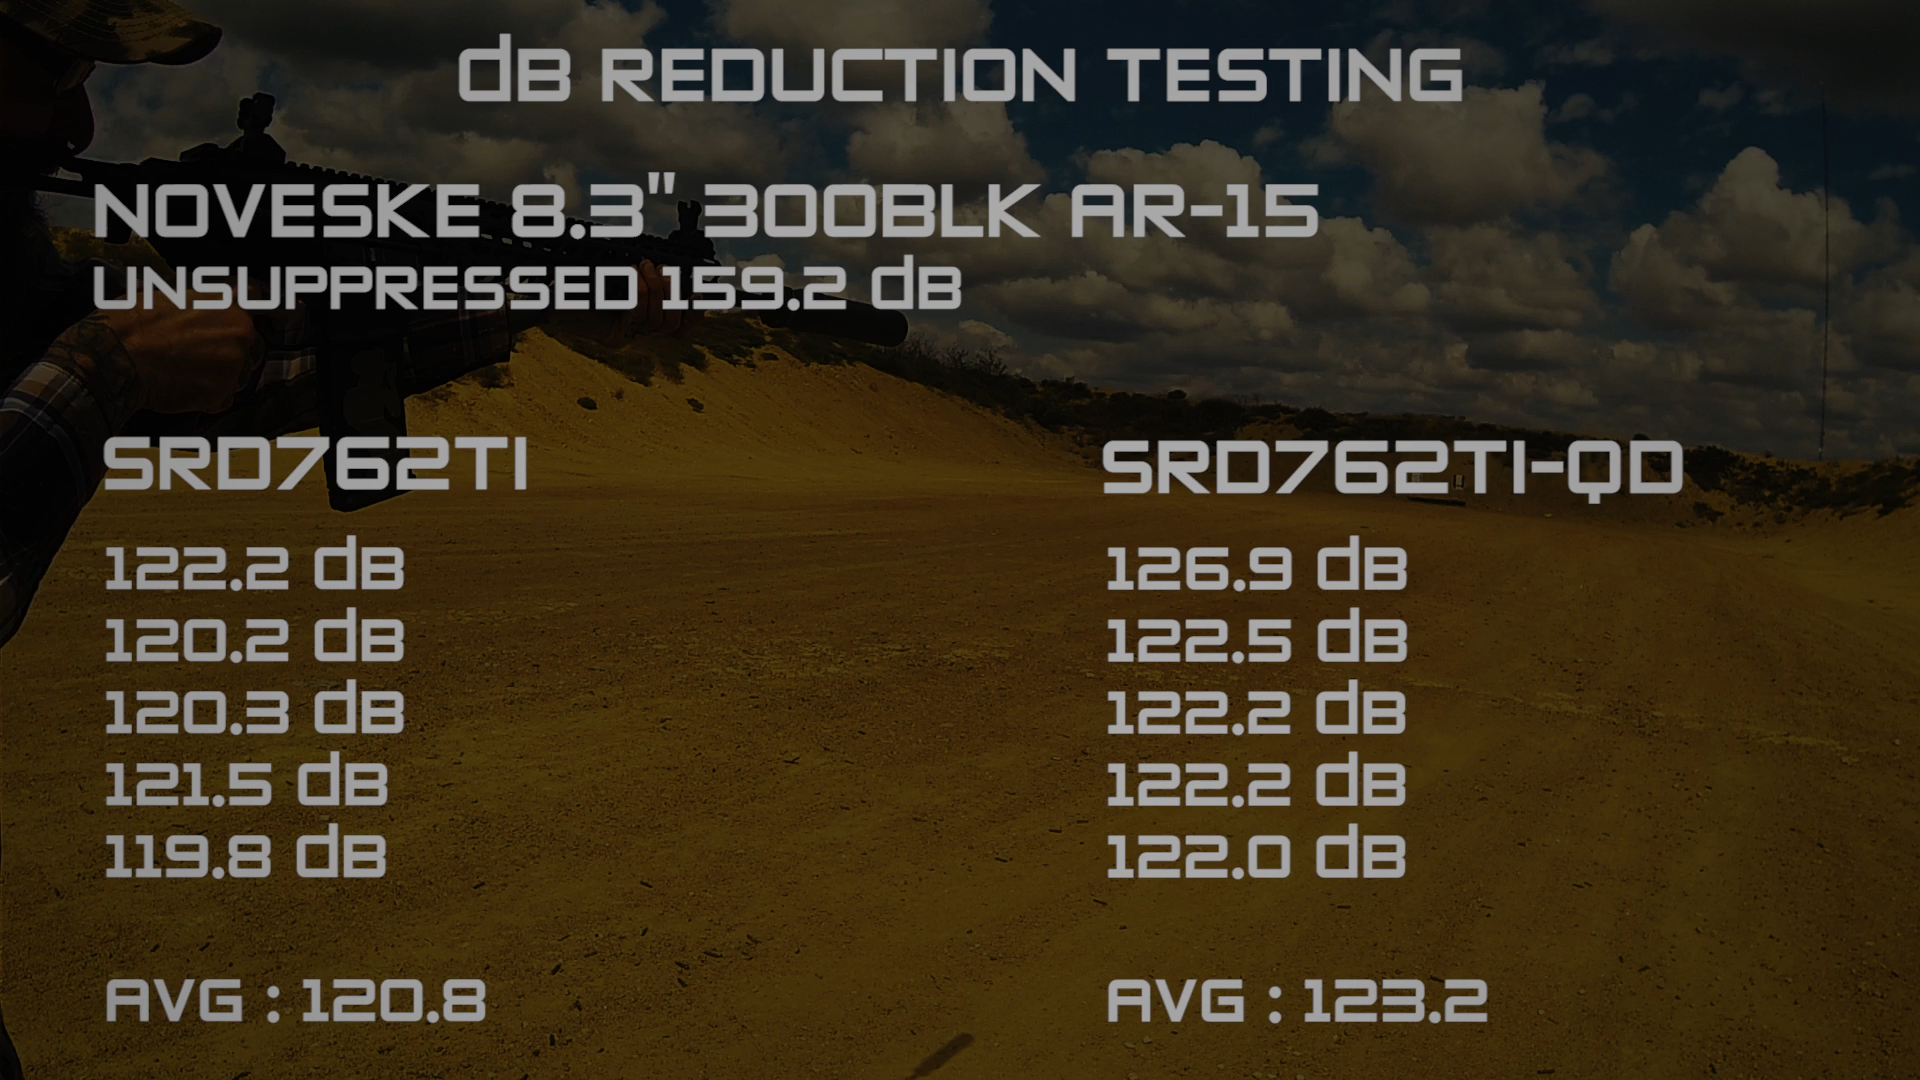 dB REDUCTION TESTING
NOVESKE 8.3" 300BLK AR-15
UNSUPPRESSED 159.2 dB
SRD762TI
122.2 dB
120.2 dB
120.3 dB
121.5 dB
119.8 dB
AVG : 120.8
SRD762TI-QD
126.9 dB
122.5 dB
122.2 dB
122.2 dB
122.0 dB
AVG : 123.2